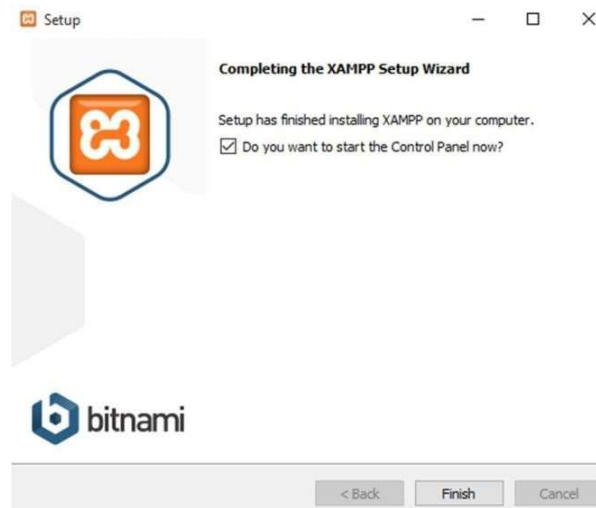 Setup
Completing the XAMPP Setup Wizard
Setup has finished installing XAMPP on your computer.
Do you want to start the Control Panel now?
bitnami
< Back
Finish
Cancel